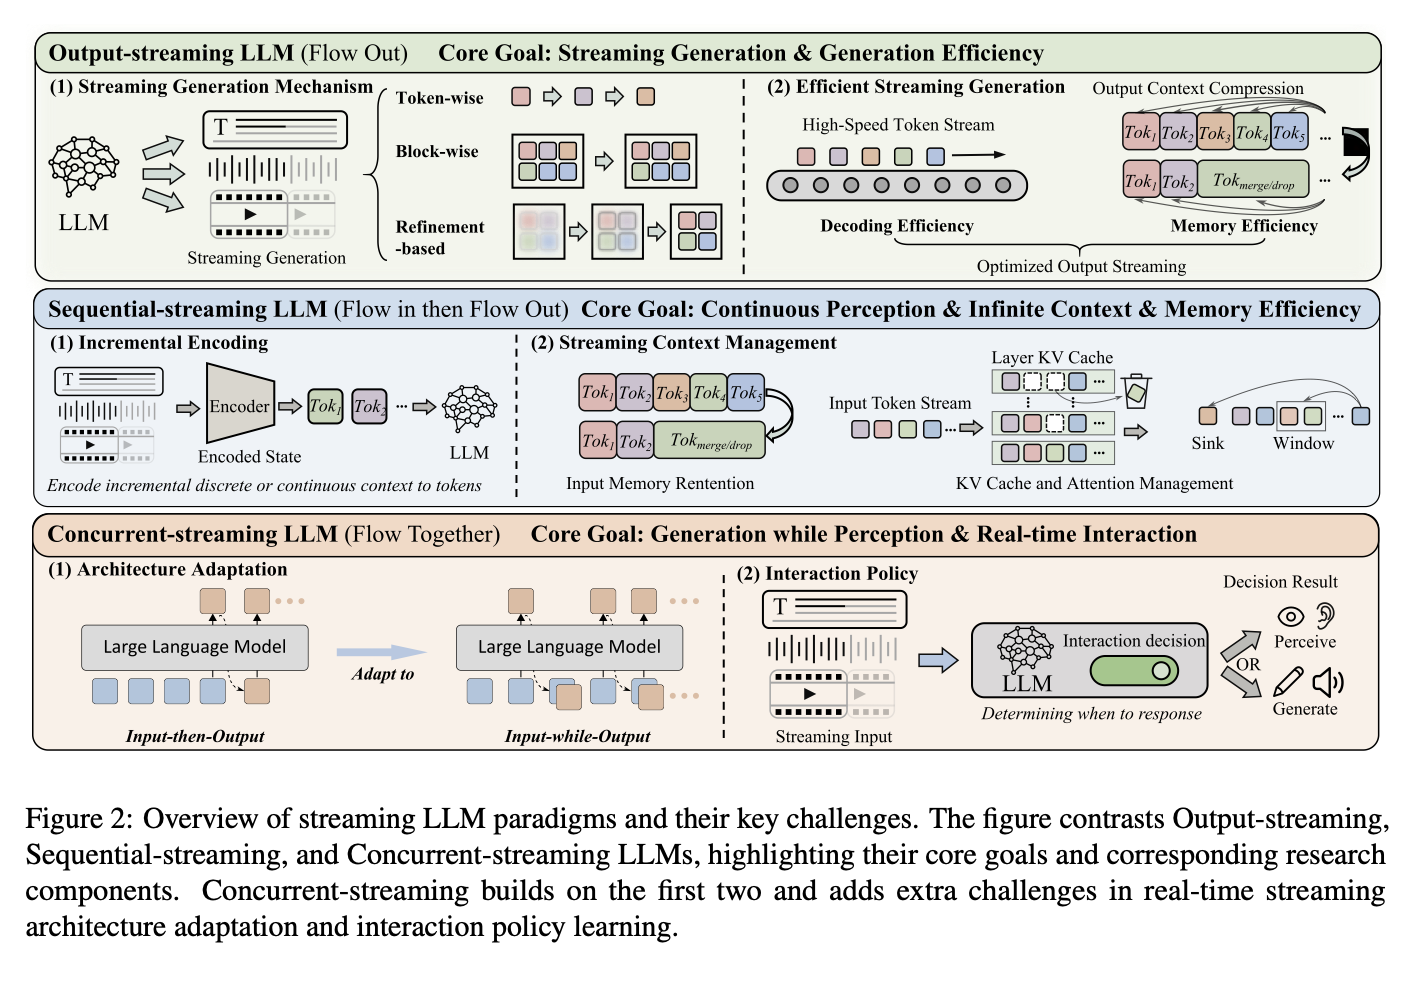 Output-streaming LLM (Flow Out) Core Goal: Streaming Generation & Generation Efficiency
(1) Streaming Generation Mechanism
T
LLM
Streaming Generation
Token-wise
Block-wise
Refinement
-based
(2) Efficient Streaming Generation
High-Speed Token Stream
Decoding Efficiency
Output Context Compression
Tok1 Tok2 Tok3 Tok4 Tok5 ...
Tok1 Tok2 Tokmerge/drop ...
Memory Efficiency
Optimized Output Streaming
Sequential-streaming LLM (Flow in then Flow Out) Core Goal: Continuous Perception & Infinite Context & Memory Efficiency
(1) Incremental Encoding
T
Encoder
Tok1 Tok2 ...
LLM
Encoded State
Encode incremental discrete or continuous context to tokens
(2) Streaming Context Management
Tok1 Tok2 Tok3 Tok4 Tok5
Tok1 Tok2 Tokmerge/drop
Input Memory Rentention
Input Token Stream
...
Layer KV Cache
...
...
...
Sink
Window
...
KV Cache and Attention Management
Concurrent-streaming LLM (Flow Together) Core Goal: Generation while Perception & Real-time Interaction
(1) Architecture Adaptation
Large Language Model
Input-then-Output
Adapt to
Large Language Model
Input-while-Output
(2) Interaction Policy
T
Streaming Input
LLM
Interaction decision
Determining when to response
Decision Result
Perceive
OR
Generate
Figure 2: Overview of streaming LLM paradigms and their key challenges. The figure contrasts Output-streaming,
Sequential-streaming, and Concurrent-streaming LLMs, highlighting their core goals and corresponding research
components. Concurrent-streaming builds on the first two and adds extra challenges in real-time streaming
architecture adaptation and interaction policy learning.